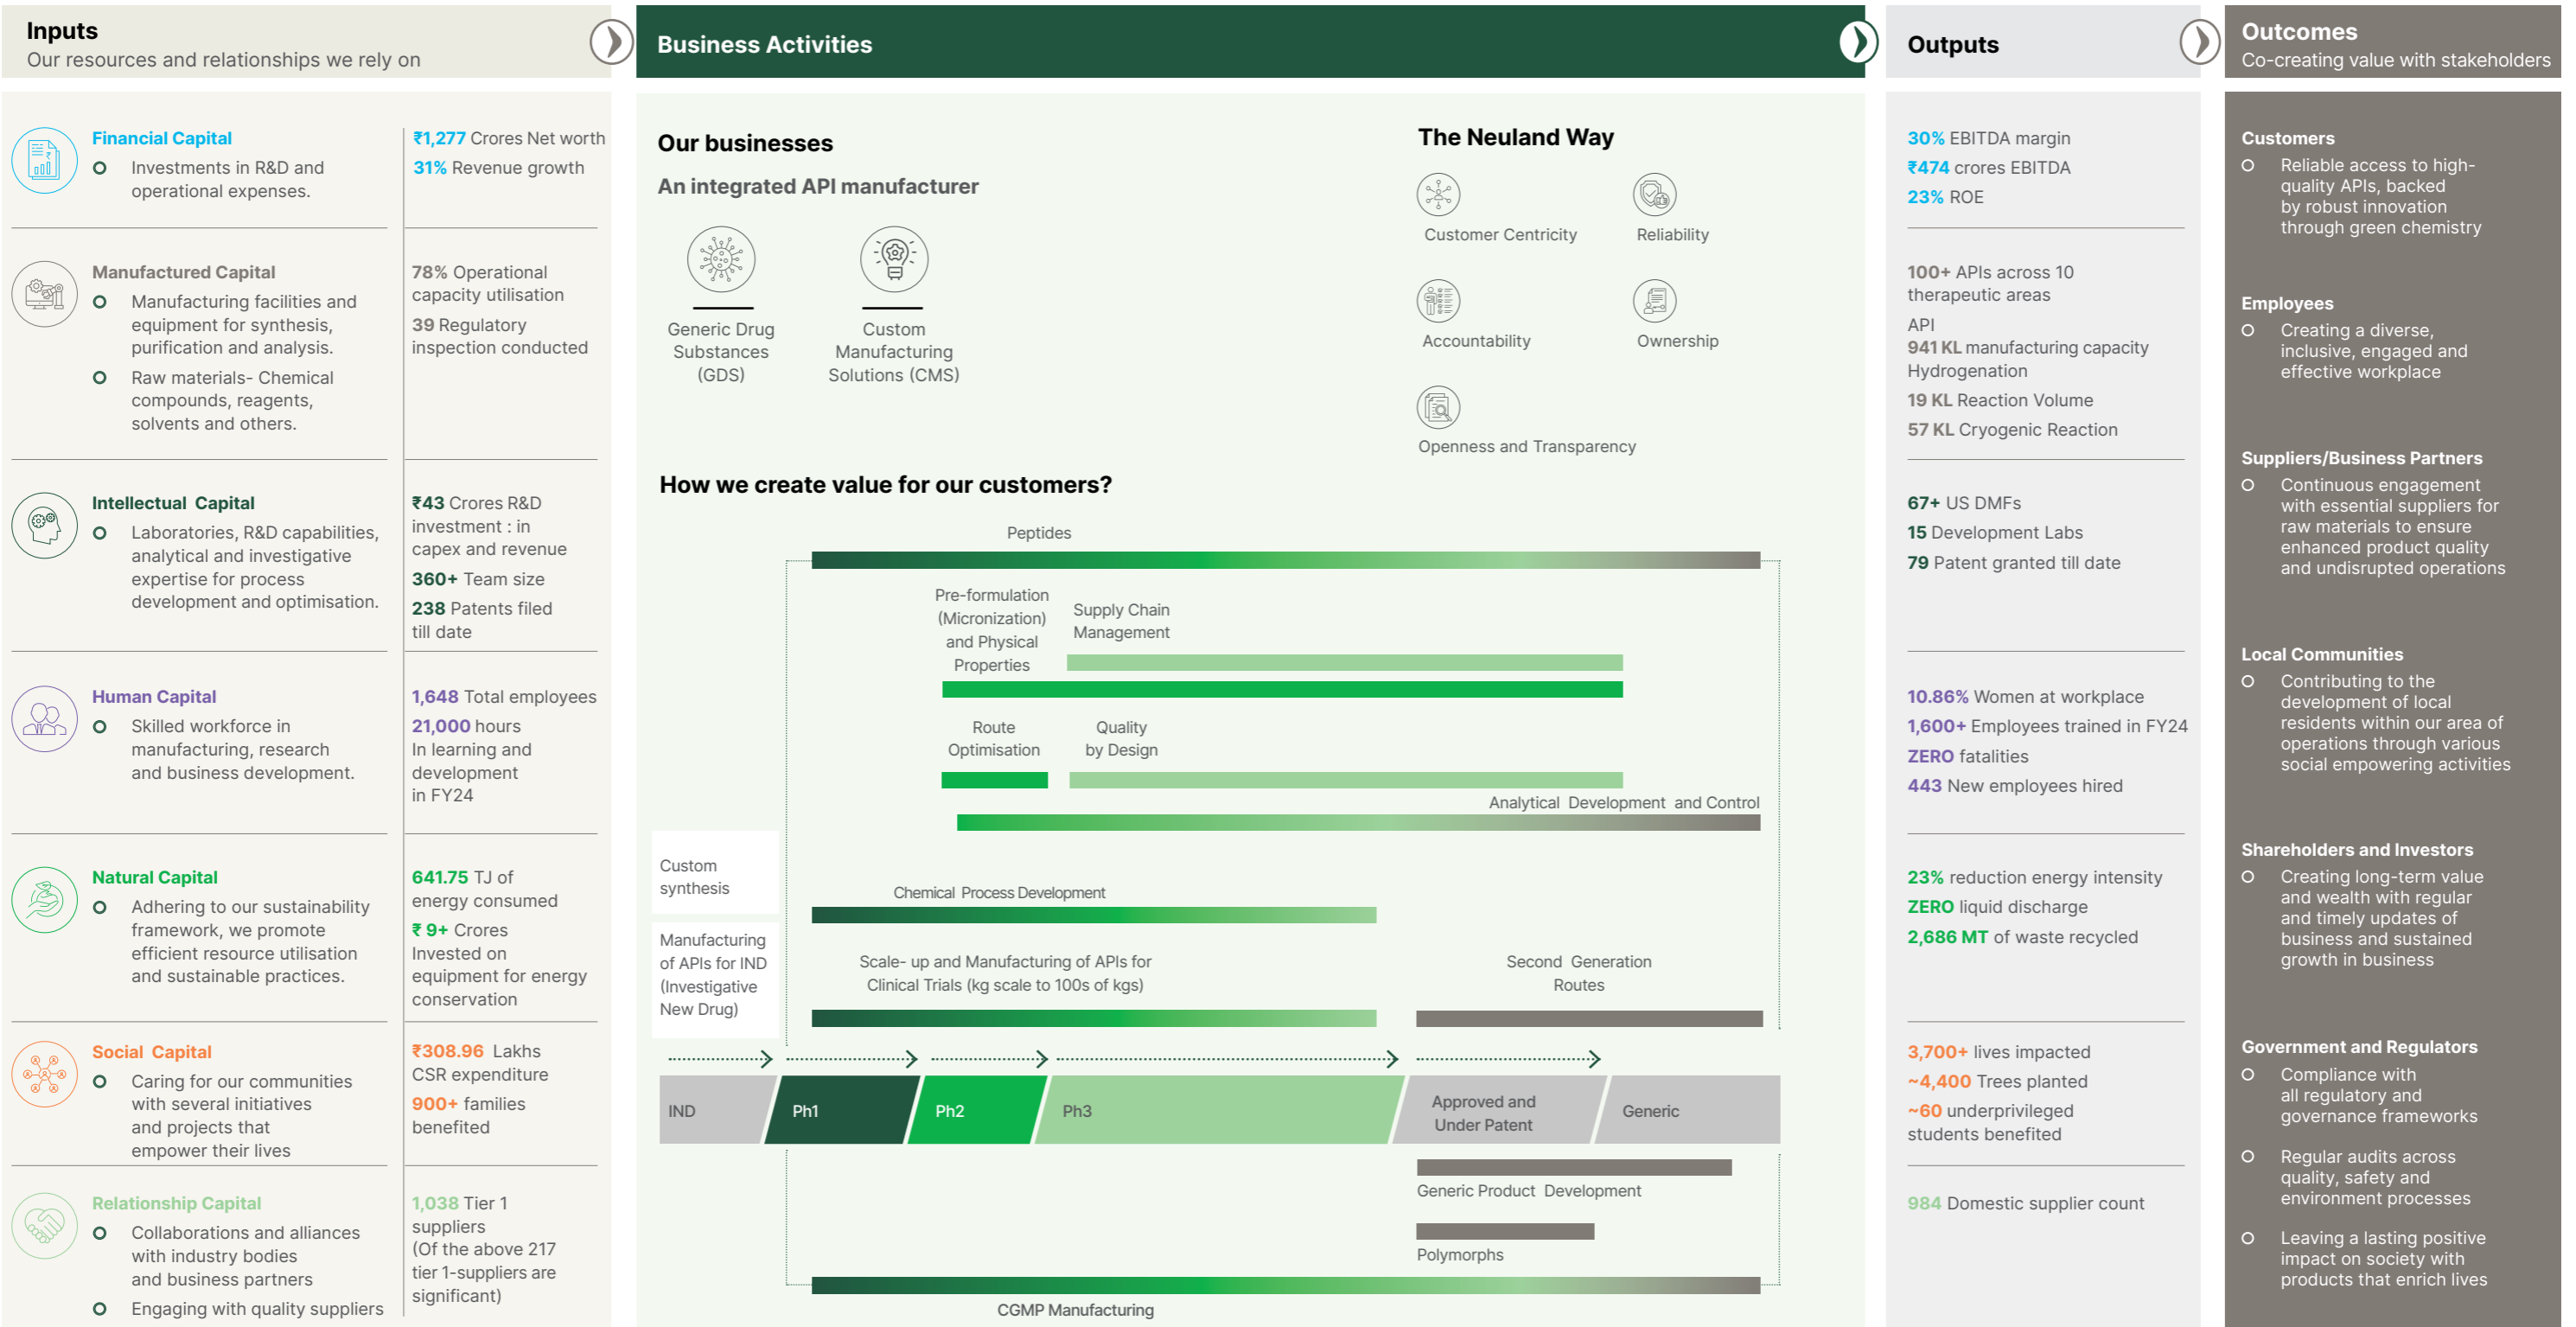 Inputs
Our resources and relationships we rely on
Financial Capital
Investments in R&D and
operational expenses.
₹1,277 Crores Net worth
31% Revenue growth
Manufactured Capital
Manufacturing facilities and
equipment for synthesis,
purification and analysis.
Raw materials- Chemical
compounds, reagents,
solvents and others.
78% Operational
capacity utilisation
39 Regulatory
inspection conducted
Intellectual Capital
Laboratories, R&D capabilities,
analytical and investigative
expertise for process
development and optimisation.
₹43 Crores R&D
investment : in
capex and revenue
360+ Team size
238 Patents filed
till date
Human Capital
Skilled workforce in
manufacturing, research
and business development.
1,648 Total employees
21,000 hours
In learning and
development
in FY24
Natural Capital
Adhering to our sustainability
framework, we promote
efficient resource utilisation
and sustainable practices.
641.75 TJ of
energy consumed
₹ 9+ Crores
Invested on
equipment for energy
conservation
Social Capital
Caring for our communities
with several initiatives
and projects that
empower their lives
₹308.96 Lakhs
CSR expenditure
900+ families
benefited
Relationship Capital
Collaborations and alliances
with industry bodies
and business partners
Engaging with quality suppliers
1,038 Tier 1
suppliers
(Of the above 217
tier 1-suppliers are
significant)
Business Activities
Our businesses
An integrated API manufacturer
Generic Drug
Substances
(GDS)
Custom
Manufacturing
Solutions (CMS)
The Neuland Way
Customer Centricity
Reliability
Accountability
Ownership
Openness and Transparency
How we create value for our customers?
Peptides
Pre-formulation
(Micronization)
and Physical
Properties
Supply Chain
Management
Route
Optimisation
Quality
by Design
Analytical Development and Control
Custom
synthesis
Chemical Process Development
Manufacturing
of APIs for IND
(Investigative
New Drug)
Scale- up and Manufacturing of APIs for
Clinical Trials (kg scale to 100s of kgs)
Second Generation
Routes
IND
Ph1
Ph2
Ph3
Approved and
Under Patent
Generic
Generic Product Development
Polymorphs
CGMP Manufacturing
Outputs
30% EBITDA margin
₹474 crores EBITDA
23% ROE
100+ APIs across 10
therapeutic areas
API
941 KL manufacturing capacity
Hydrogenation
19 KL Reaction Volume
57 KL Cryogenic Reaction
67+ US DMFs
15 Development Labs
79 Patent granted till date
10.86% Women at workplace
1,600+ Employees trained in FY24
ZERO fatalities
443 New employees hired
23% reduction energy intensity
ZERO liquid discharge
2,686 MT of waste recycled
3,700+ lives impacted
~4,400 Trees planted
~60 underprivileged
students benefited
984 Domestic supplier count
Outcomes
Co-creating value with stakeholders
Customers
Reliable access to high-
quality APIs, backed
by robust innovation
through green chemistry
Employees
Creating a diverse,
inclusive, engaged and
effective workplace
Suppliers/Business Partners
Continuous engagement
with essential suppliers for
raw materials to ensure
enhanced product quality
and undisrupted operations
Local Communities
Contributing to the
development of local
residents within our area of
operations through various
social empowering activities
Shareholders and Investors
Creating long-term value
and wealth with regular
and timely updates of
business and sustained
growth in business
Government and Regulators
Compliance with
all regulatory and
governance frameworks
Regular audits across
quality, safety and
environment processes
Leaving a lasting positive
impact on society with
products that enrich lives